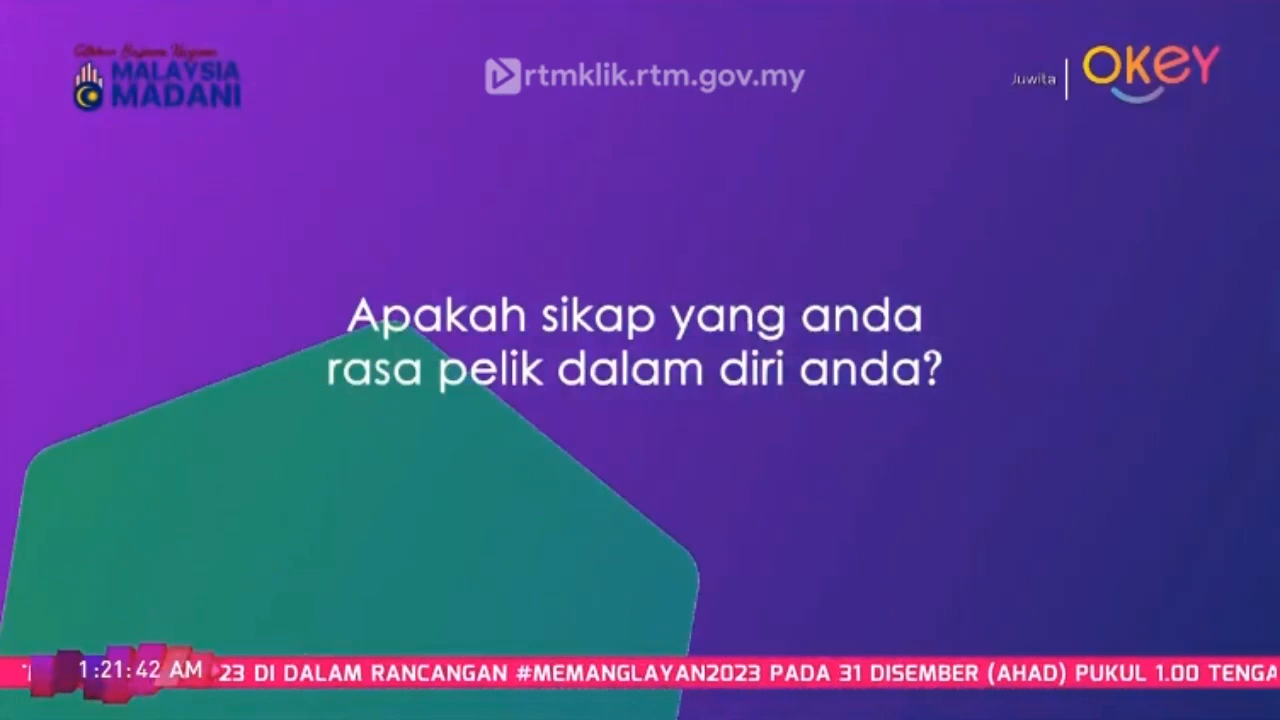 MALAYSIA
MADANI
rtmklik.rtm.gov.my
Juwita
OKEY
Apakah sikap yang anda
rasa pelik dalam diri anda?
1:21:42 AM
23 DI DALAM RANCANGAN #MEMANGLAYAN2023 PADA 31 DISEMBER (AHAD) PUKUL 1.00 TENGA